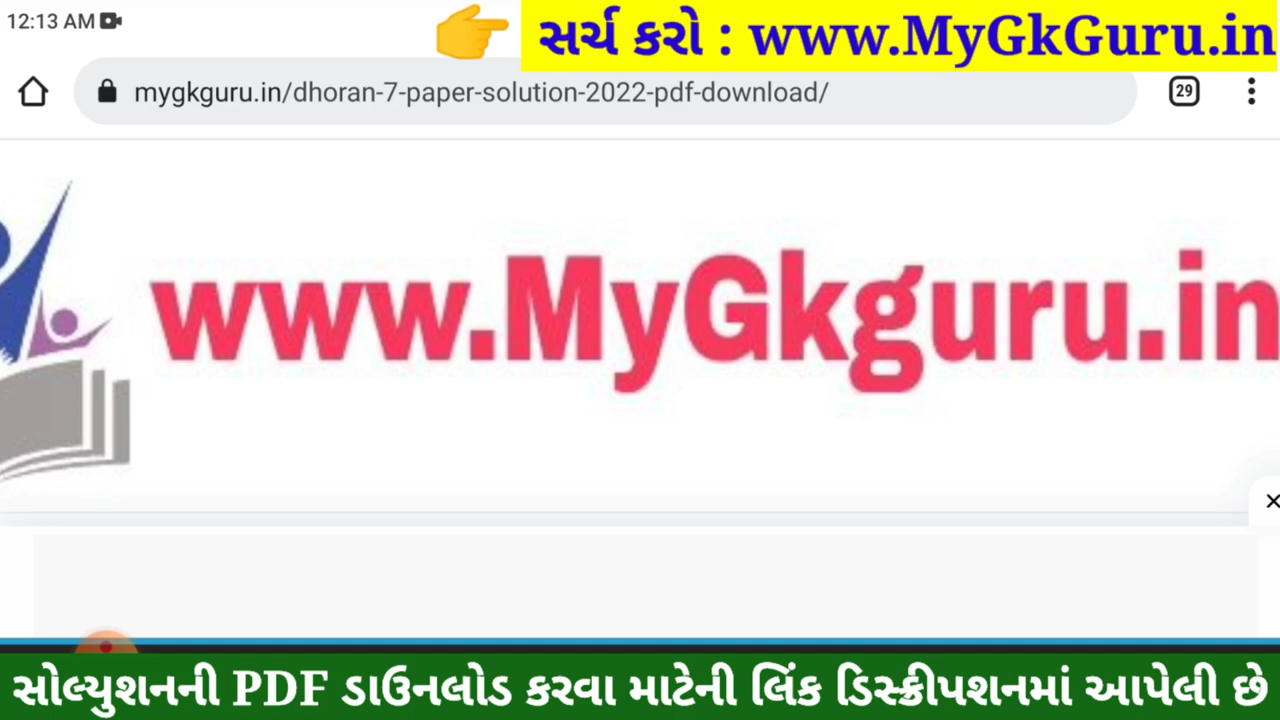 12:13 AM
સર્ચ કરો : www.MyGkGuru.in
mygkguru.in/dhoran-7-paper-solution-2022-pdf-download/
29
www.MyGkguru.in
સોલ્યુશનની PDF ડાઉનલોડ કરવા માટેની લિંક ડિસ્ક્રીપશનમાં આપેલી છે